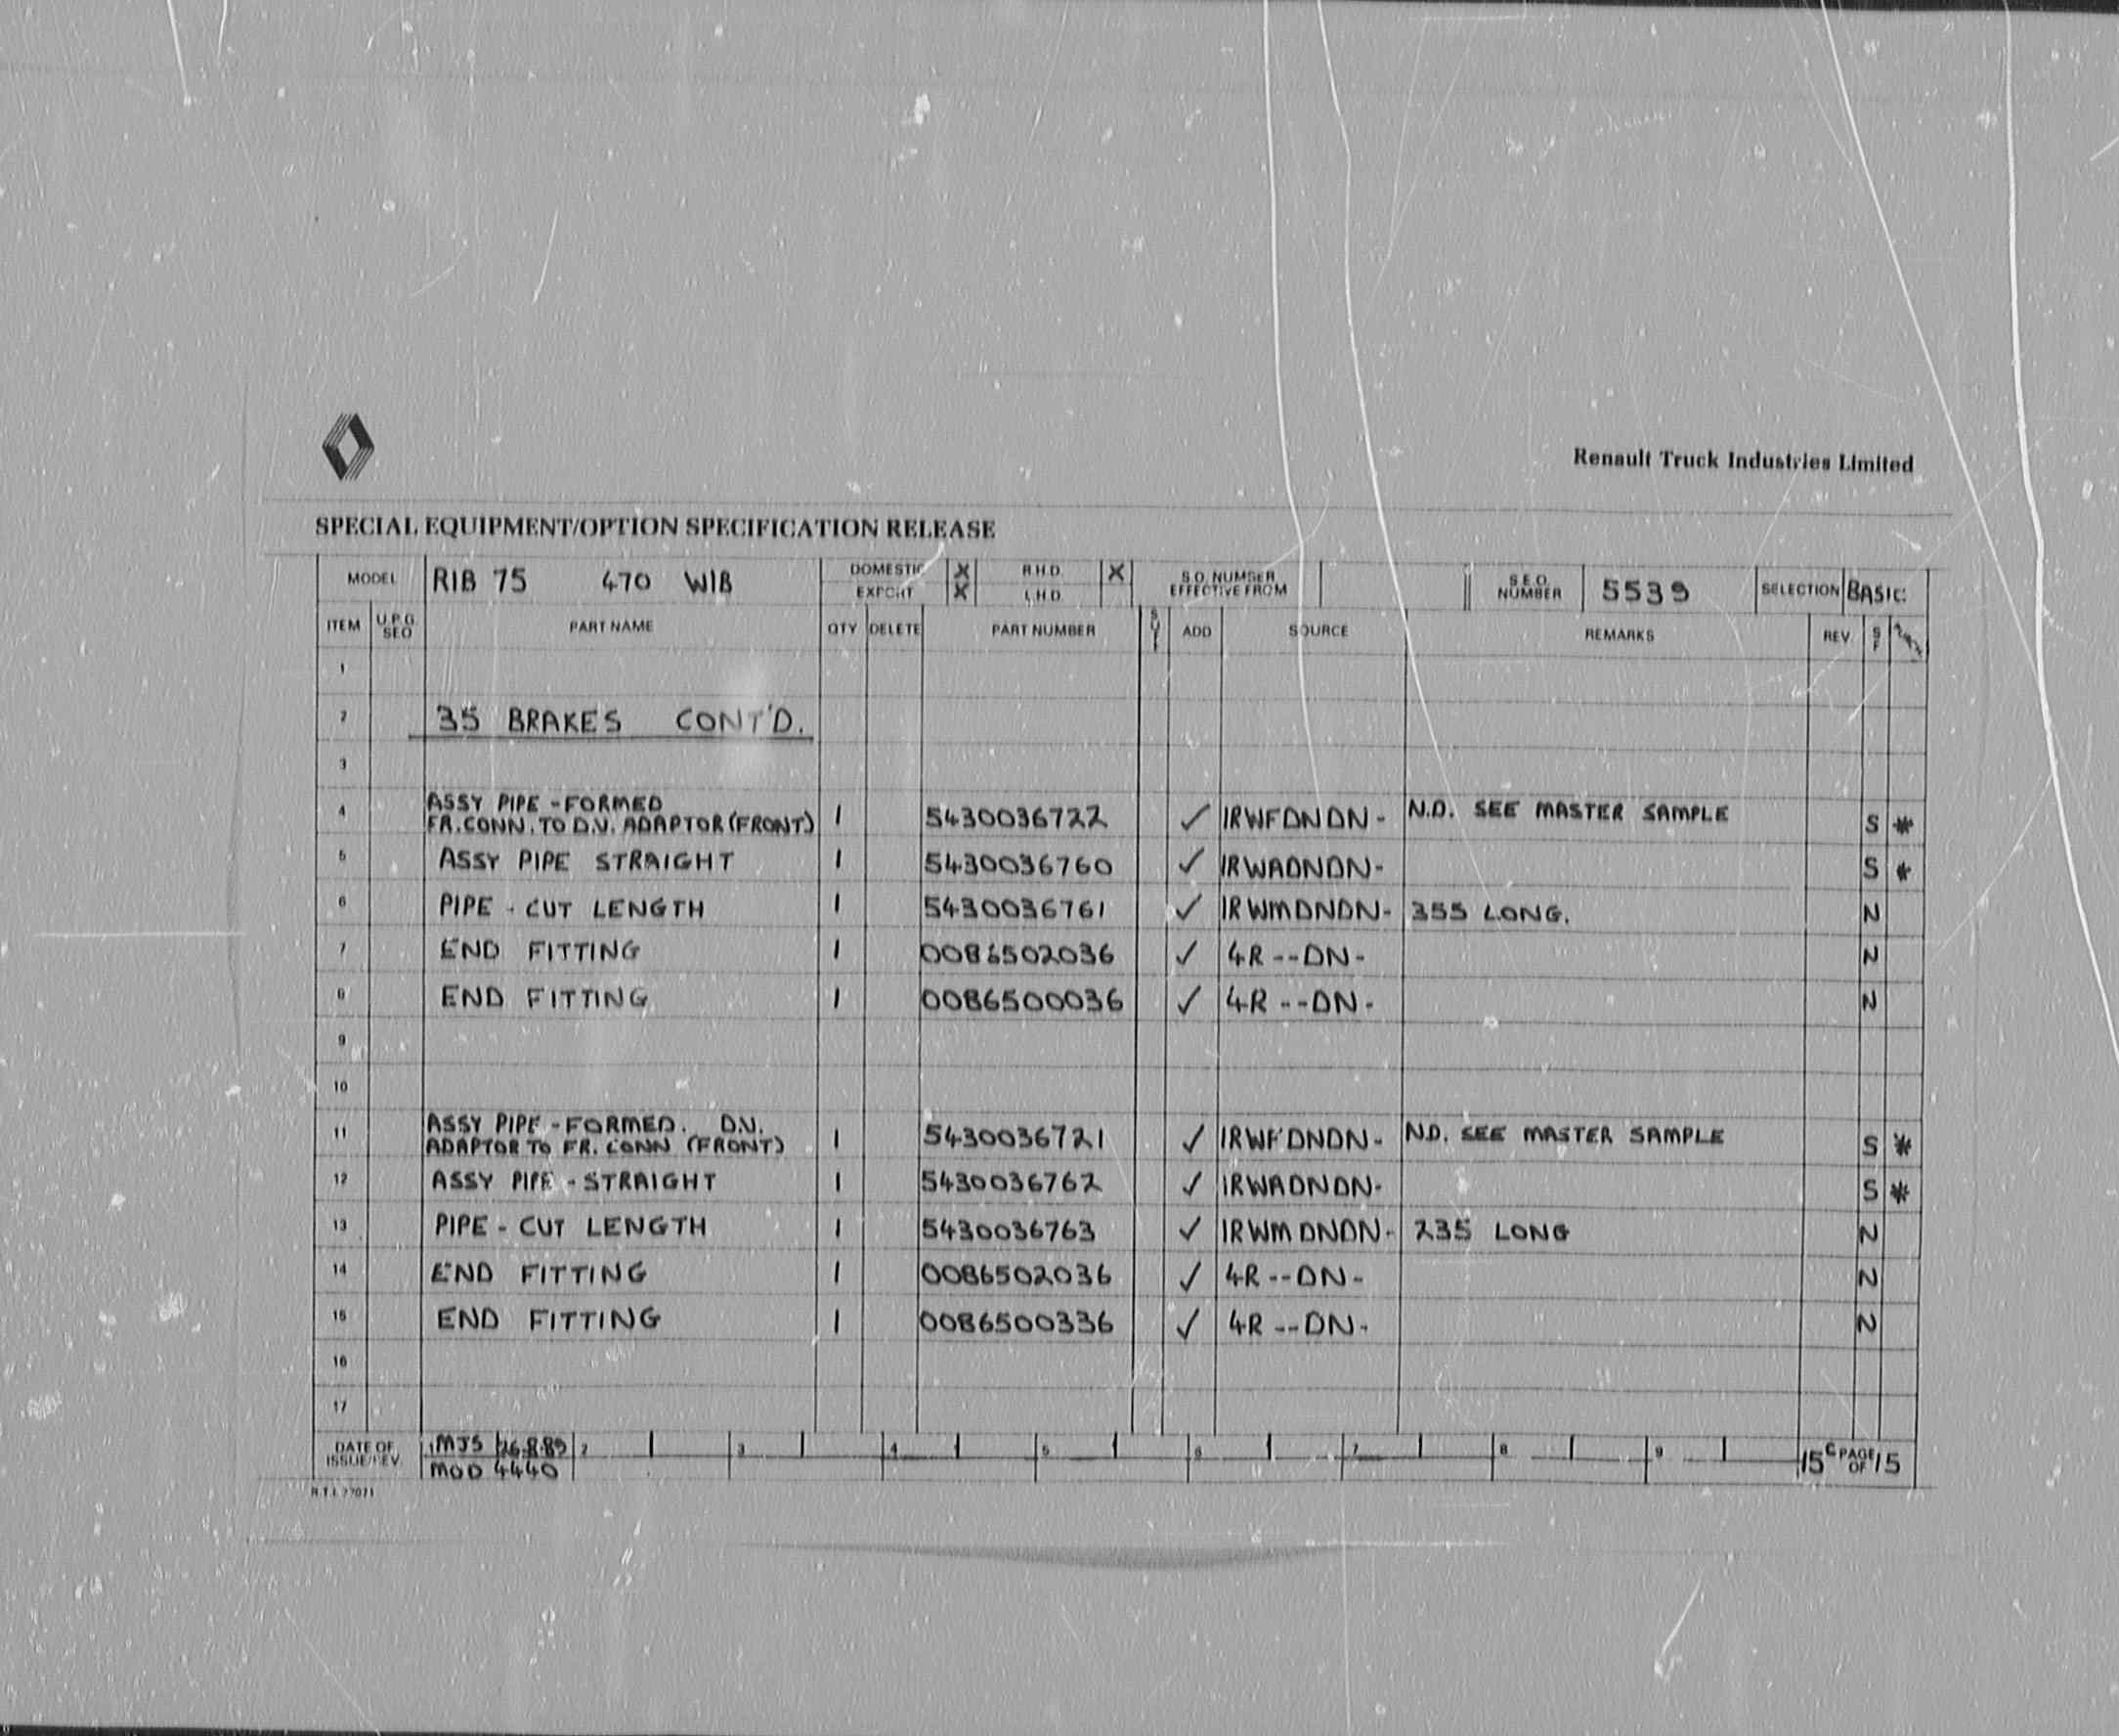 Renault Truck Industries Limited
SPECIAL EQUIPMENT/OPTION SPECIFICATION RELEASE
MODEL RIB 75 470 W/B DOMESTIC X R.H.D. X S.O. NUMBER S.E.O. 5539 SELECTION BASIC
EXPORT X L.H.D. EFFECTIVE FROM NUMBER
ITEM U.P.G. SEO PART NAME QTY DELETE PART NUMBER ADD SOURCE REMARKS REV S F
1
2 35 BRAKES CONT'D.
3
4 ASSY PIPE - FORMED
FR. CONN. TO D.V. ADAPTOR (FRONT) 1 5430036722 ✓ IRWFDNDN- N.D. SEE MASTER SAMPLE S *
5 ASSY PIPE STRAIGHT 1 5430036760 ✓ IRWADNDN- S *
6 PIPE - CUT LENGTH 1 5430036761 ✓ IRWMDNDN- 355 LONG. N
7 END FITTING 1 0086502036 ✓ 4R--DN- N
8 END FITTING 1 0086500036 ✓ 4R--DN- N
9
10
11 ASSY PIPE - FORMED. D.V.
ADAPTOR TO FR. CONN (FRONT) 1 5430036721 ✓ IRWFDNDN- N.D. SEE MASTER SAMPLE S *
12 ASSY PIPE - STRAIGHT 1 5430036762 ✓ IRWADNDN- S *
13 PIPE - CUT LENGTH 1 5430036763 ✓ IRWMDNDN- 235 LONG N
14 END FITTING 1 0086502036 ✓ 4R--DN- N
15 END FITTING 1 0086500336 ✓ 4R--DN- N
16
17
DATE OF ISSUE/REV. 1 MJS 26.8.89 2 3 4 5 6 7 8 9 15C PAGE OF 15
MOD 4440
R.T.I. 77071